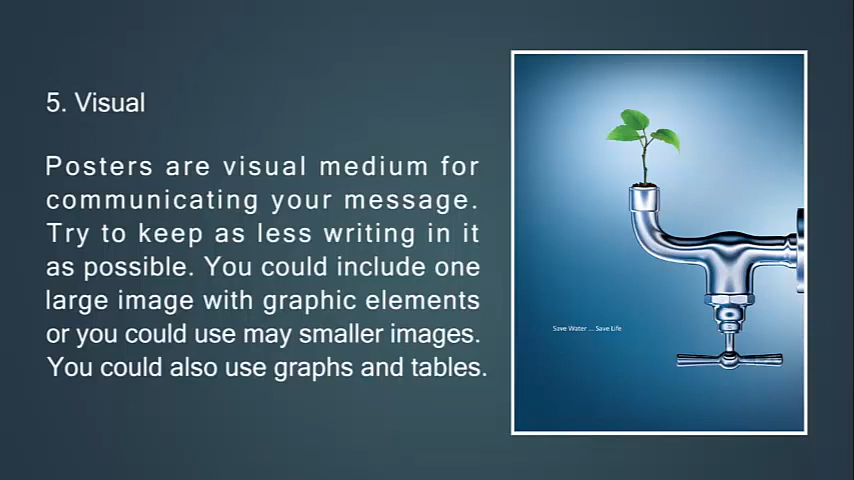 5. Visual
Posters are visual medium for
communicating your message.
Try to keep as less writing in it
as possible. You could include one
large image with graphic elements
or you could use may smaller images.
You could also use graphs and tables.
Save Water ... Save Life